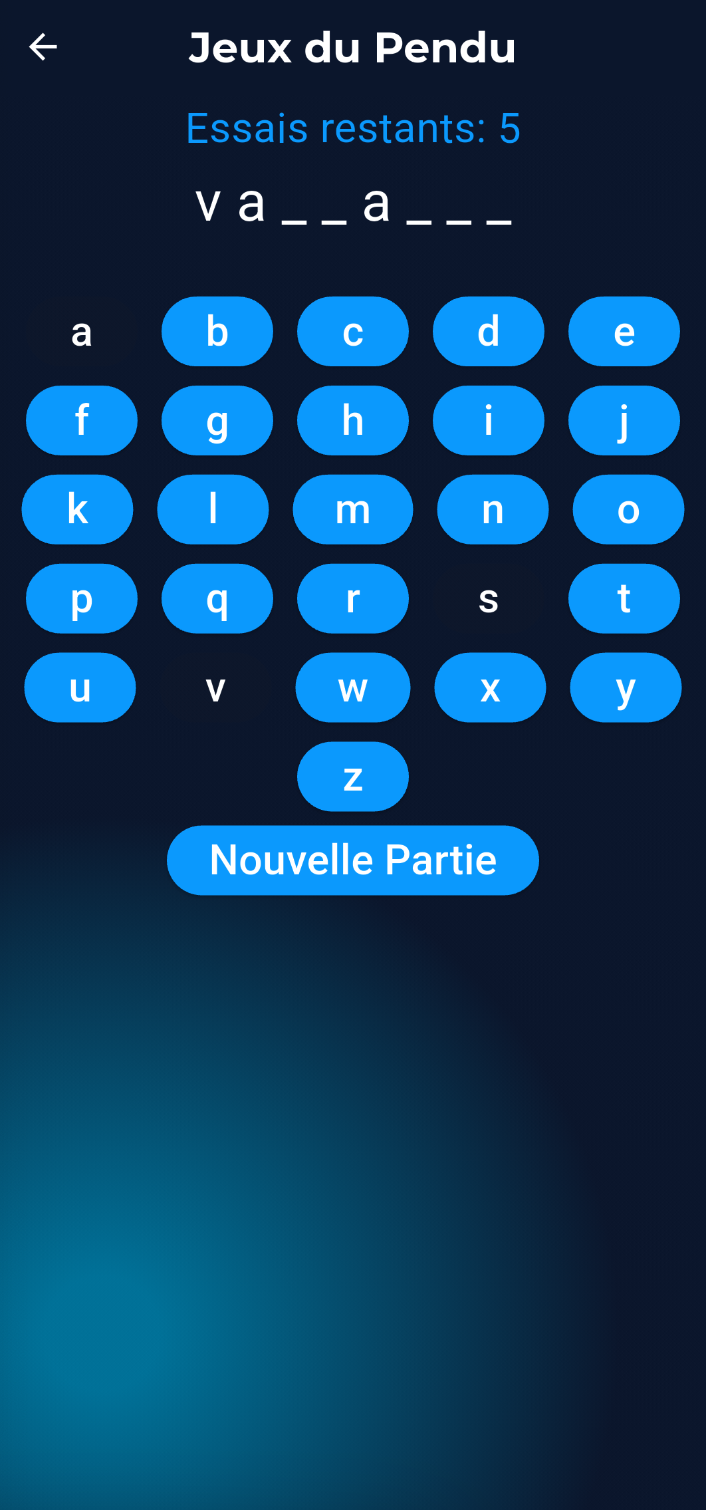 Jeux du Pendu
Essais restants: 5
v a _ _ a _ _ _
a b c d e
f g h i j
k l m n o
p q r s t
u v w x y
z
Nouvelle Partie